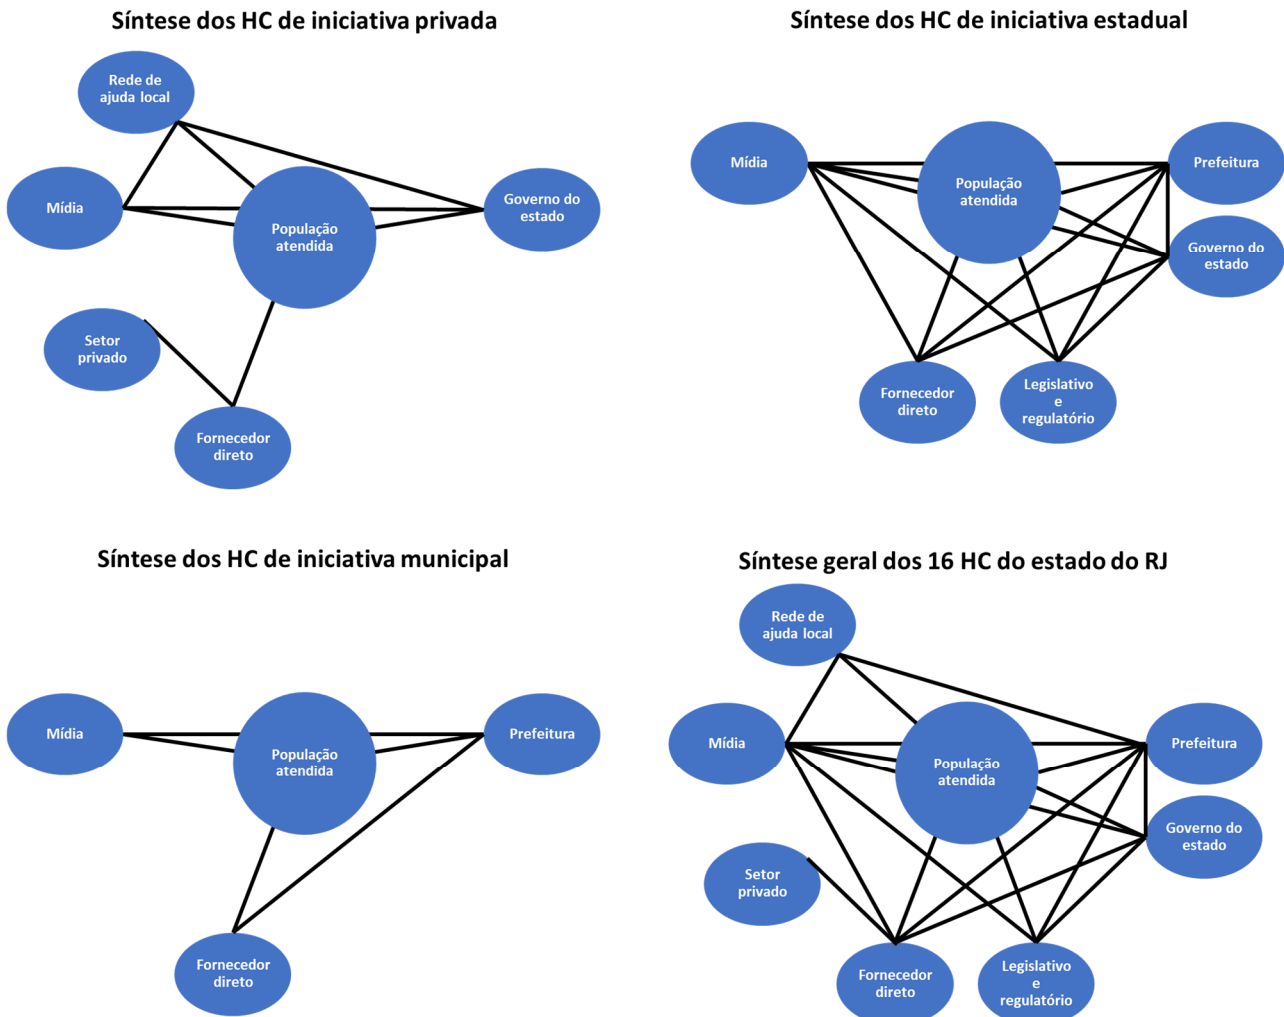 Síntese dos HC de iniciativa privada
Rede de
ajuda local
Mídia
População
atendida
Governo do
estado
Setor
privado
Fornecedor
direto
Síntese dos HC de iniciativa estadual
Mídia
População
atendida
Prefeitura
Governo do
estado
Fornecedor
direto
Legislativo
e
regulatório
Síntese dos HC de iniciativa municipal
Mídia
População
atendida
Prefeitura
Fornecedor
direto
Síntese geral dos 16 HC do estado do RJ
Rede de
ajuda local
Mídia
População
atendida
Prefeitura
Governo do
estado
Setor
privado
Fornecedor
direto
Legislativo
e
regulatório